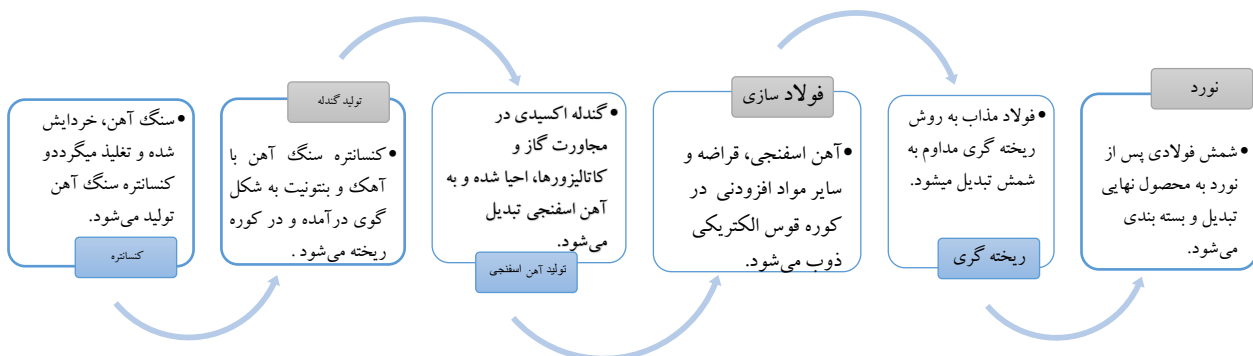 کنسانتره
•سنگ آهن، خردایش
شده و تغلیذ میگرددو
کنسانتره سنگ آهن
تولید می‌شود.
تولید گندله
•کنسانتره سنگ آهن با
آهک و بنتونیت به شکل
گوی درآمده و در کوره
ریخته می‌شود .
تولید آهن اسفنجی
•گندله اکسیدی در
مجاورت گاز و
کاتالیزورها، احیا شده و به
آهن اسفنجی تبدیل
می‌شود.
فولاد سازی
•آهن اسفنجی، قراضه و
سایر مواد افزودنی در
کوره قوس الکتریکی
ذوب می‌شود.
ریخته گری
•فولاد مذاب به روش
ریخته گری مداوم به
شمش تبدیل میشود.
نورد
•شمش فولادی پس از
نورد به محصول نهایی
تبدیل و بسته بندی
می‌شود.